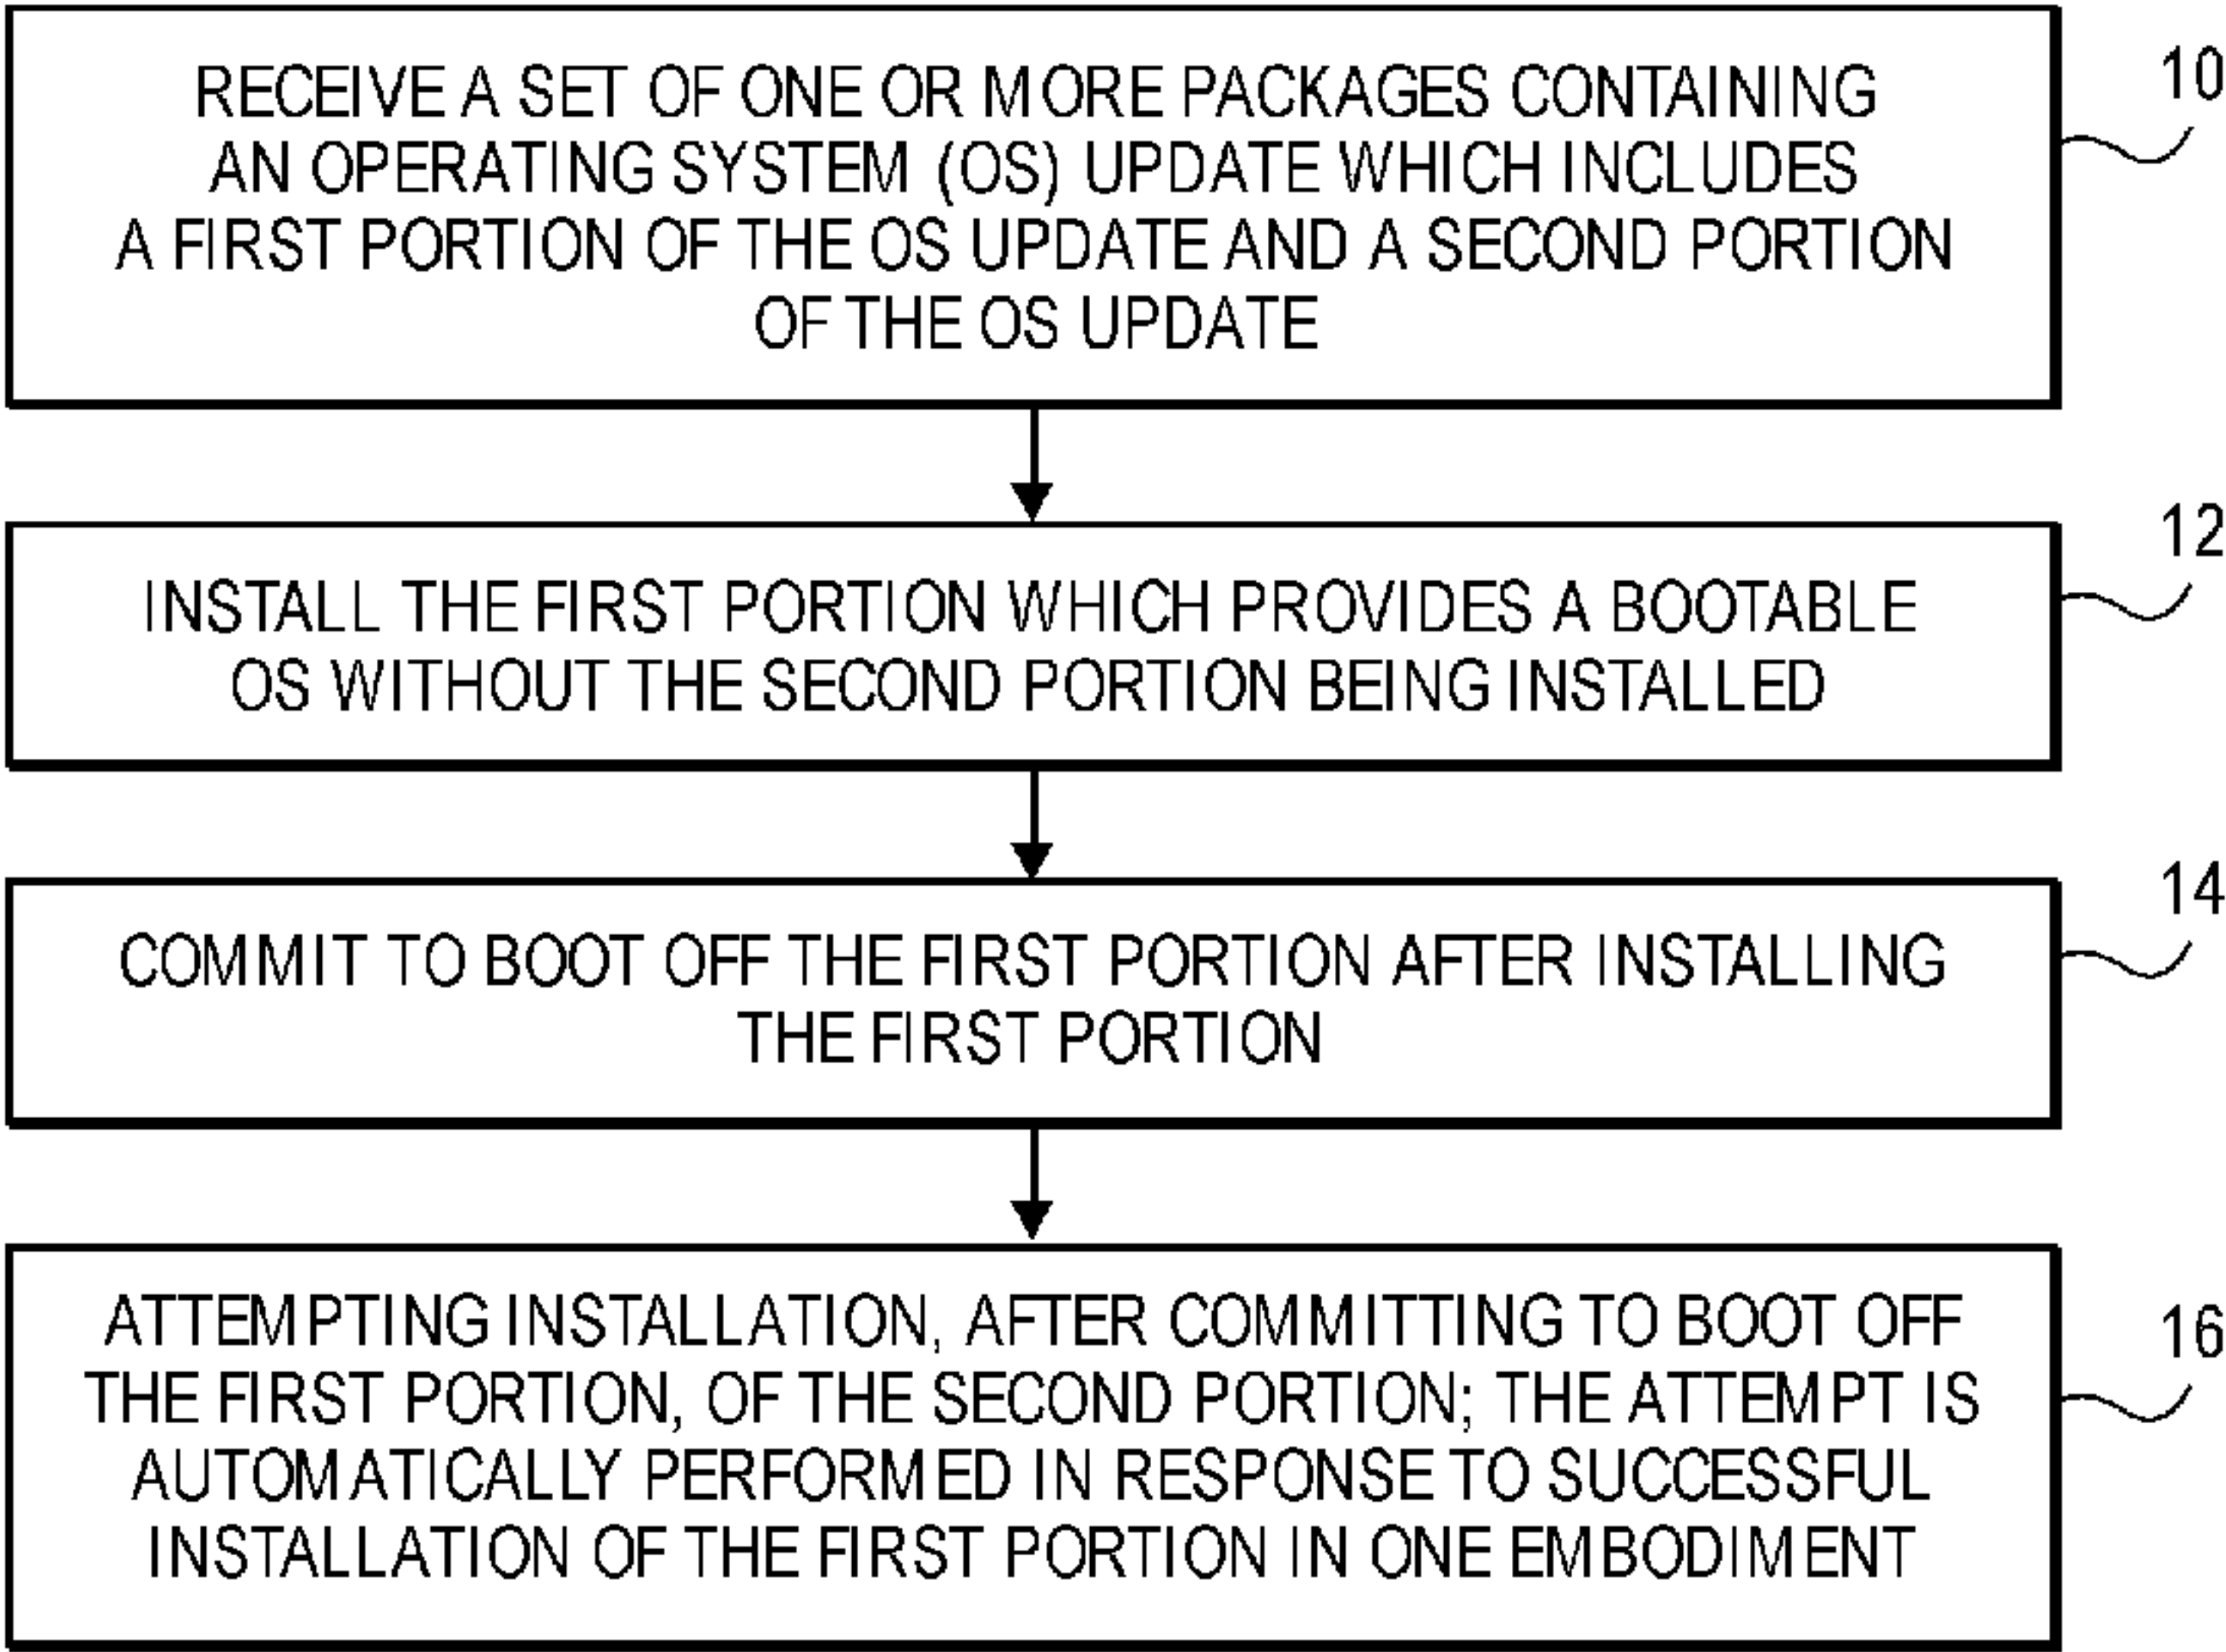 RECEIVE A SET OF ONE OR MORE PACKAGES CONTAINING
AN OPERATING SYSTEM (OS) UPDATE WHICH INCLUDES
A FIRST PORTION OF THE OS UPDATE AND A SECOND PORTION
OF THE OS UPDATE
10
INSTALL THE FIRST PORTION WHICH PROVIDES A BOOTABLE
OS WITHOUT THE SECOND PORTION BEING INSTALLED
12
COMMIT TO BOOT OFF THE FIRST PORTION AFTER INSTALLING
THE FIRST PORTION
14
ATTEMPTING INSTALLATION, AFTER COMMITTING TO BOOT OFF
THE FIRST PORTION, OF THE SECOND PORTION; THE ATTEMPT IS
AUTOMATICALLY PERFORMED IN RESPONSE TO SUCCESSFUL
INSTALLATION OF THE FIRST PORTION IN ONE EMBODIMENT
16